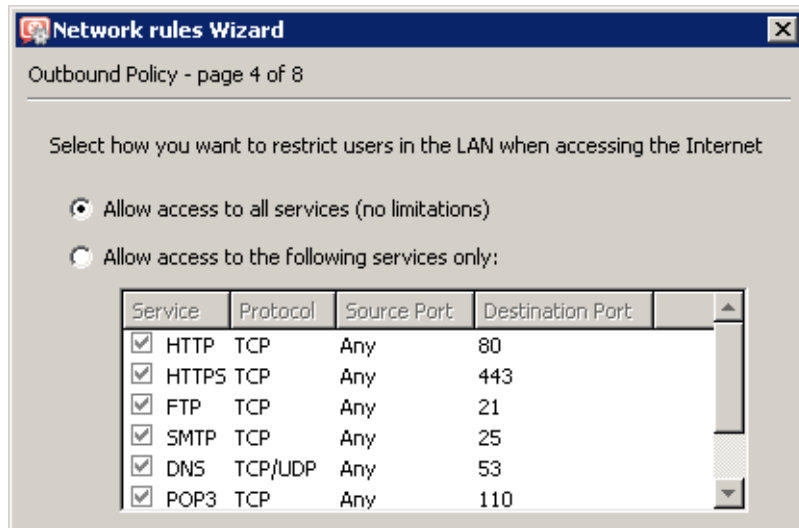 Network rules Wizard
Outbound Policy - page 4 of 8
Select how you want to restrict users in the LAN when accessing the Internet
Allow access to all services (no limitations)
Allow access to the following services only:
Service Protocol Source Port Destination Port
HTTP TCP Any 80
HTTPS TCP Any 443
FTP TCP Any 21
SMTP TCP Any 25
DNS TCP/UDP Any 53
POP3 TCP Any 110